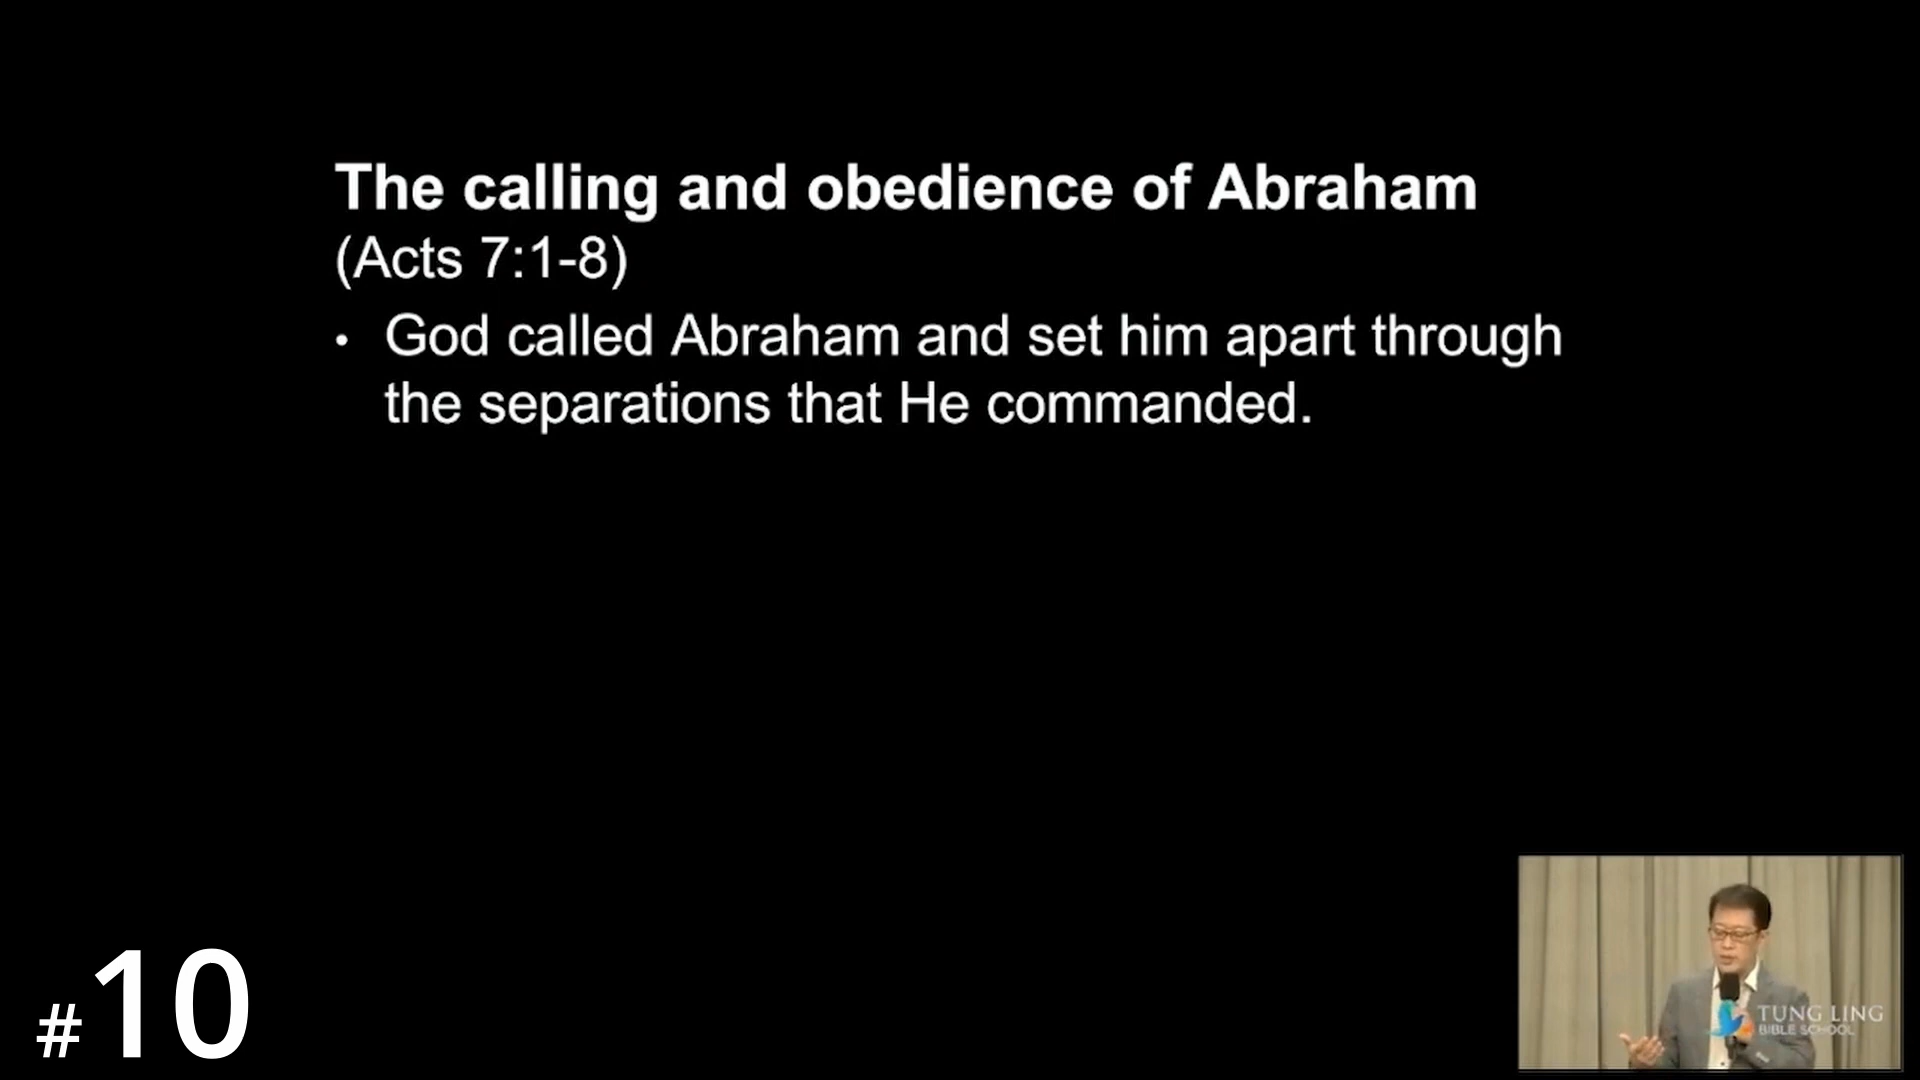 The calling and obedience of Abraham
(Acts 7:1-8)
• God called Abraham and set him apart through
the separations that He commanded.
#10
TUNG LING
BIBLE SCHOOL